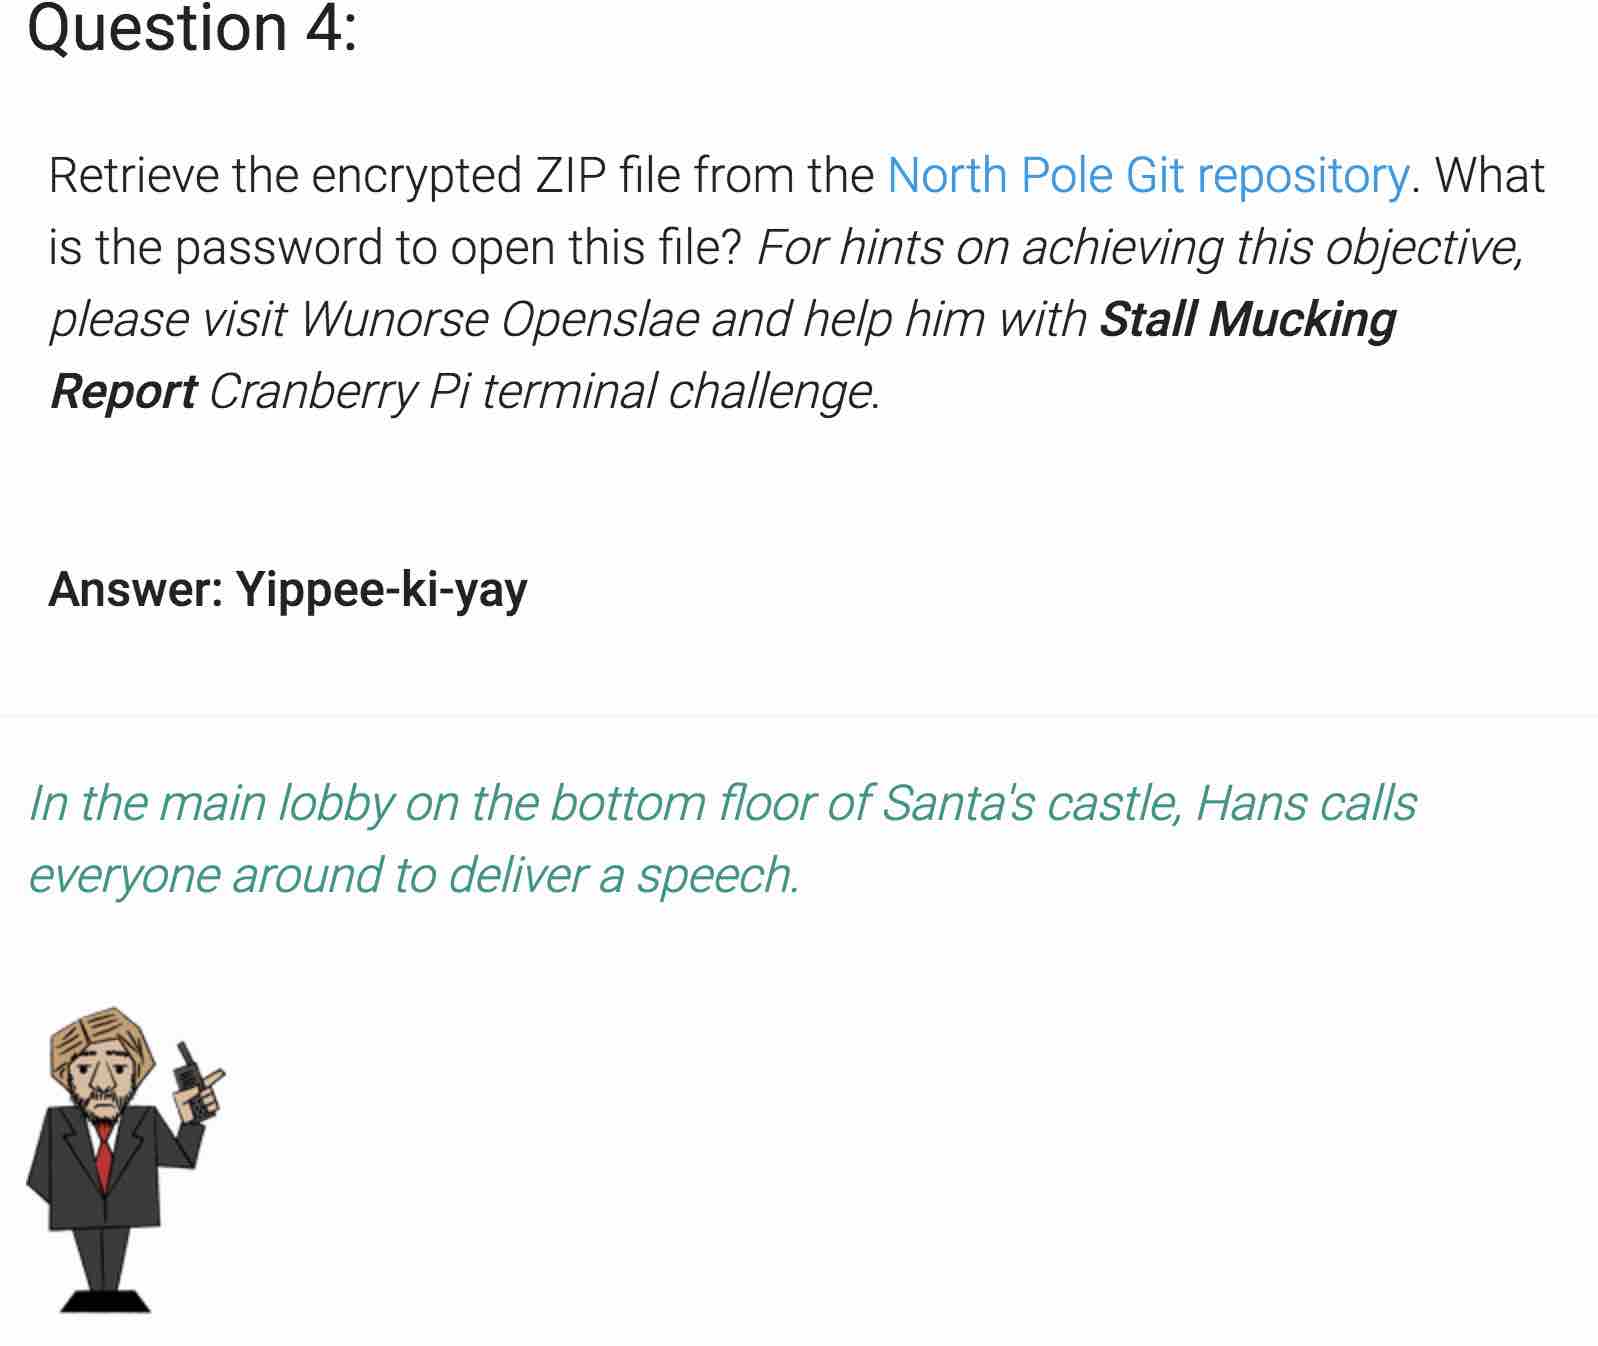 Question 4:
Retrieve the encrypted ZIP file from the North Pole Git repository. What
is the password to open this file? For hints on achieving this objective,
please visit Wunorse Openslae and help him with Stall Mucking
Report Cranberry Pi terminal challenge.
Answer: Yippee-ki-yay
In the main lobby on the bottom floor of Santa's castle, Hans calls
everyone around to deliver a speech.